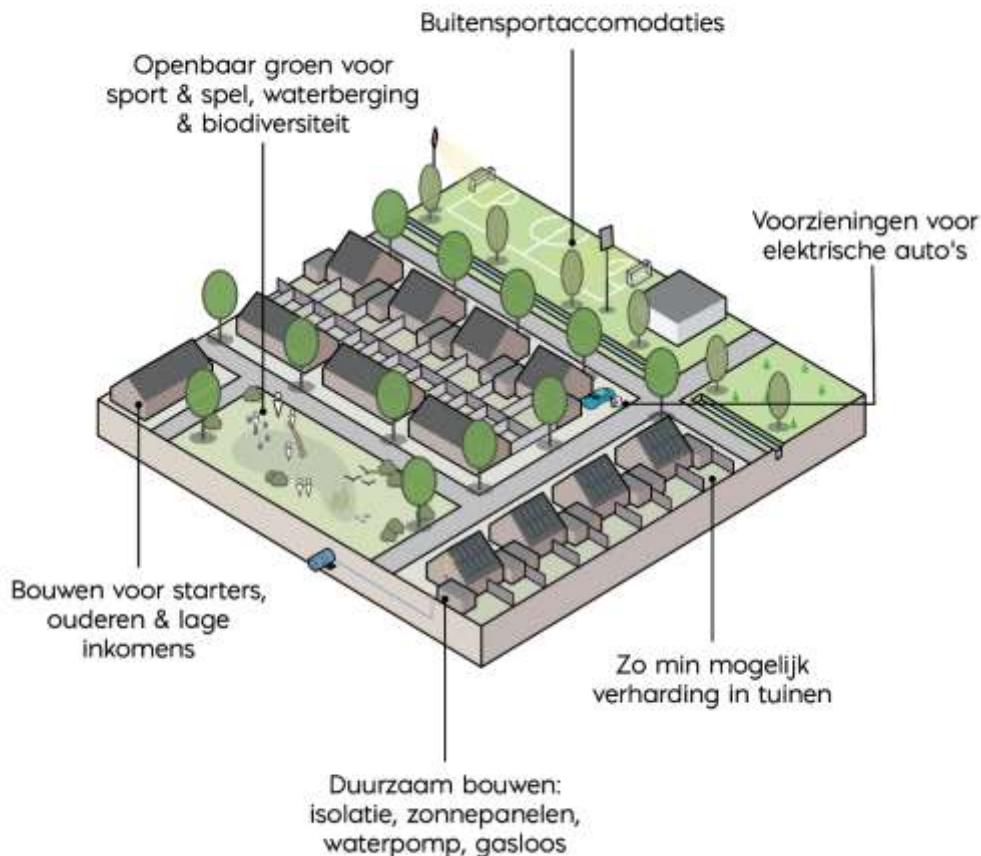 Buitensportaccomodaties
Openbaar groen voor
sport & spel, waterberging
& biodiversiteit
Voorzieningen voor
elektrische auto's
Bouwen voor starters,
ouderen & lage
inkomens
Zo min mogelijk
verharding in tuinen
Duurzaam bouwen:
isolatie, zonnepanelen,
waterpomp, gasloos